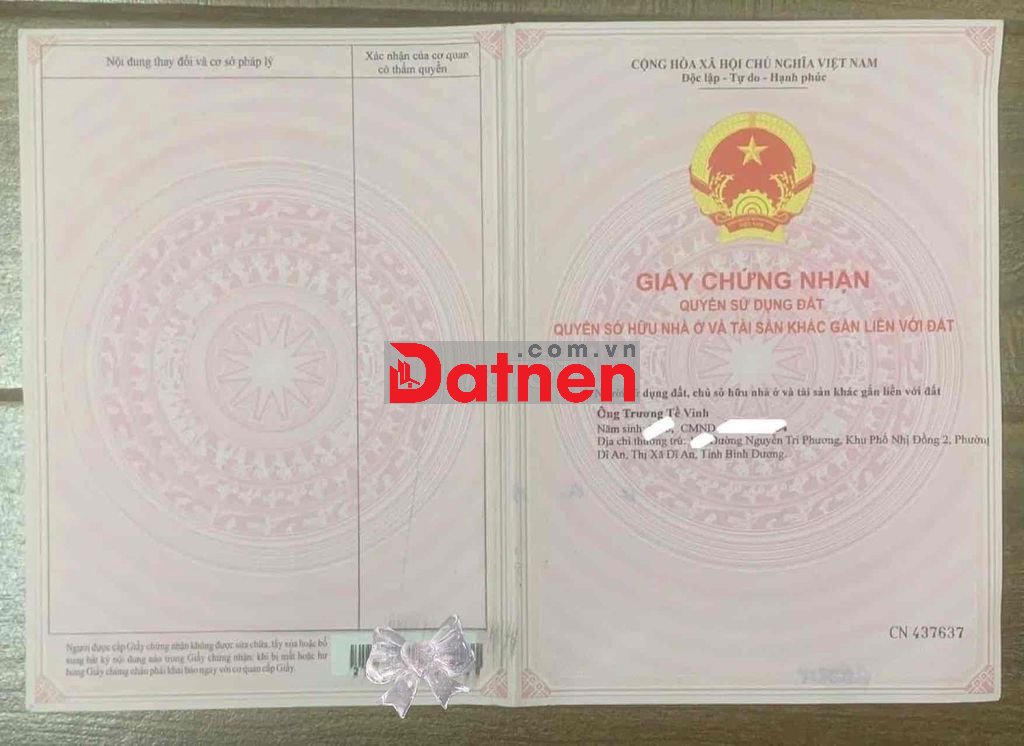 Nội dung thay đổi và cơ sở pháp lý
Xác nhận của cơ quan
có thẩm quyền
Người được cấp Giấy chứng nhận không được sửa chữa, tẩy xóa hoặc bổ
sung bất kỳ nội dung nào trong Giấy chứng nhận; khi bị mất hoặc hư
hỏng Giấy chứng nhận phải khai báo ngay với cơ quan cấp Giấy.
CỘNG HÒA XÃ HỘI CHỦ NGHĨA VIỆT NAM
Độc lập - Tự do - Hạnh phúc
GIẤY CHỨNG NHẬN
QUYỀN SỬ DỤNG ĐẤT
QUYỀN SỞ HỮU NHÀ Ở VÀ TÀI SẢN KHÁC GẮN LIỀN VỚI ĐẤT
.com.vn
Datnen
dụng đất, chủ sở hữu nhà ở và tài sản khác gắn liền với đất
Ông Trương Tề Vinh
Năm sinh CMND
Địa chỉ thường trú: Đường Nguyễn Tri Phương, Khu Phố Nhị Đồng 2, Phường
Dĩ An, Thị Xã Dĩ An, Tỉnh Bình Dương.
CN 437637